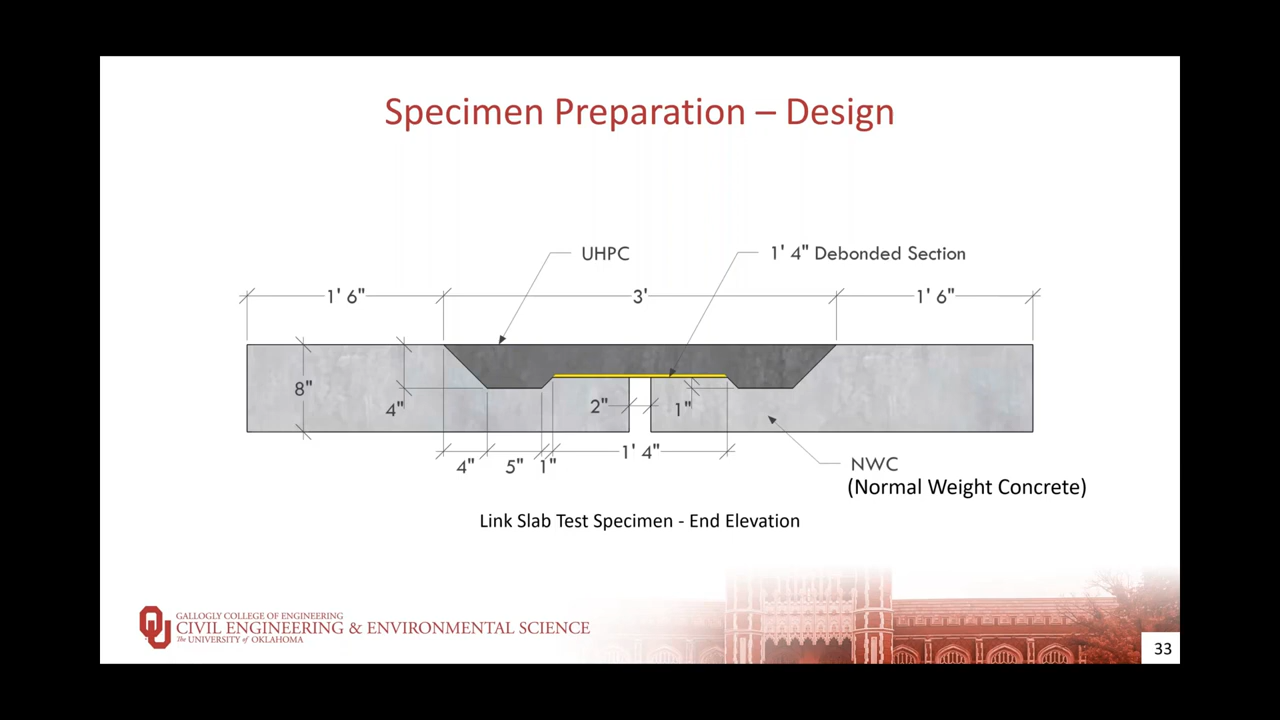 Specimen Preparation – Design
UHPC
1' 4" Debonded Section
1' 6"
3'
1' 6"
8"
4"
2"
1"
1' 4"
4"
5"
1"
NWC
(Normal Weight Concrete)
Link Slab Test Specimen - End Elevation
OU
GALLOGLY COLLEGE OF ENGINEERING
CIVIL ENGINEERING & ENVIRONMENTAL SCIENCE
The UNIVERSITY of OKLAHOMA
33